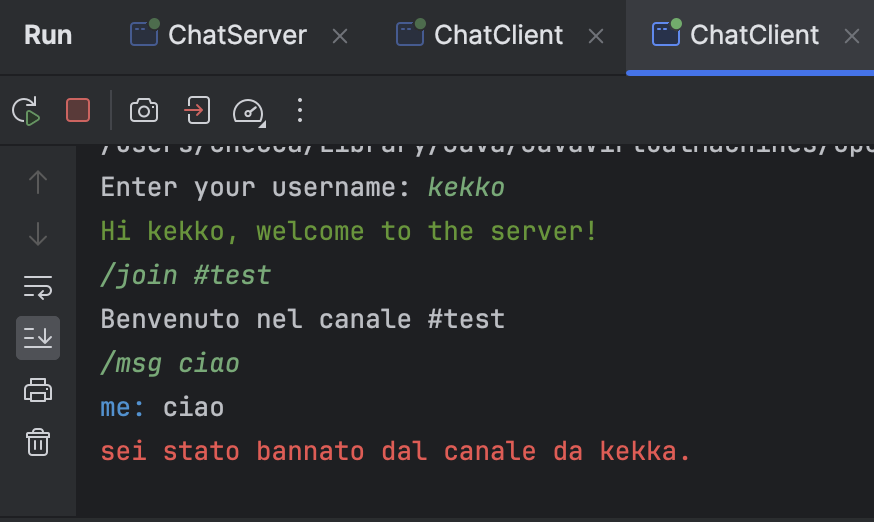 Run ChatServer ChatClient ChatClient
Enter your username: kekko
Hi kekko, welcome to the server!
/join #test
Benvenuto nel canale #test
/msg ciao
me: ciao
sei stato bannato dal canale da kekka.